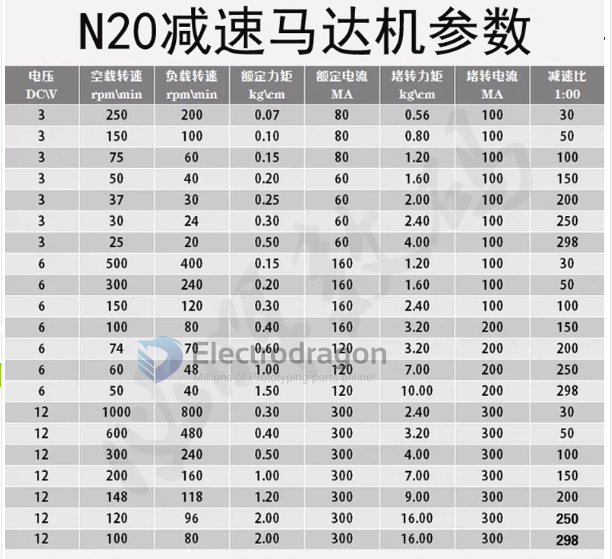 N20减速马达机参数
电压 空载转速 负载转速 额定力矩 额定电流 堵转力矩 堵转电流 减速比
DC\V rpm\min rpm\min kg\cm MA kg\cm MA 1:00
3 250 200 0.07 80 0.56 100 30
3 150 100 0.10 80 0.80 100 50
3 75 60 0.15 80 1.20 100 100
3 50 40 0.20 60 1.60 100 150
3 37 30 0.25 60 2.00 100 200
3 30 24 0.30 60 2.40 100 250
3 25 20 0.50 60 4.00 100 298
6 500 400 0.15 160 1.20 100 30
6 300 240 0.20 160 1.60 100 50
6 150 120 0.30 160 2.40 100 100
6 100 80 0.40 160 3.20 200 150
6 74 70 0.60 120 3.20 200 200
Electrodragon
6 60 48 1.00 120 7.00 200 250
Millions of Prototyping parts online!
6 50 40 1.50 120 10.00 200 298
12 1000 800 0.30 300 2.40 300 30
12 600 480 0.40 300 3.20 300 50
12 300 240 0.50 300 4.00 300 100
12 200 160 1.00 300 7.00 300 150
12 148 118 1.20 300 9.00 300 200
12 120 96 2.00 300 16.00 300 250
12 100 80 2.00 300 16.00 300 298